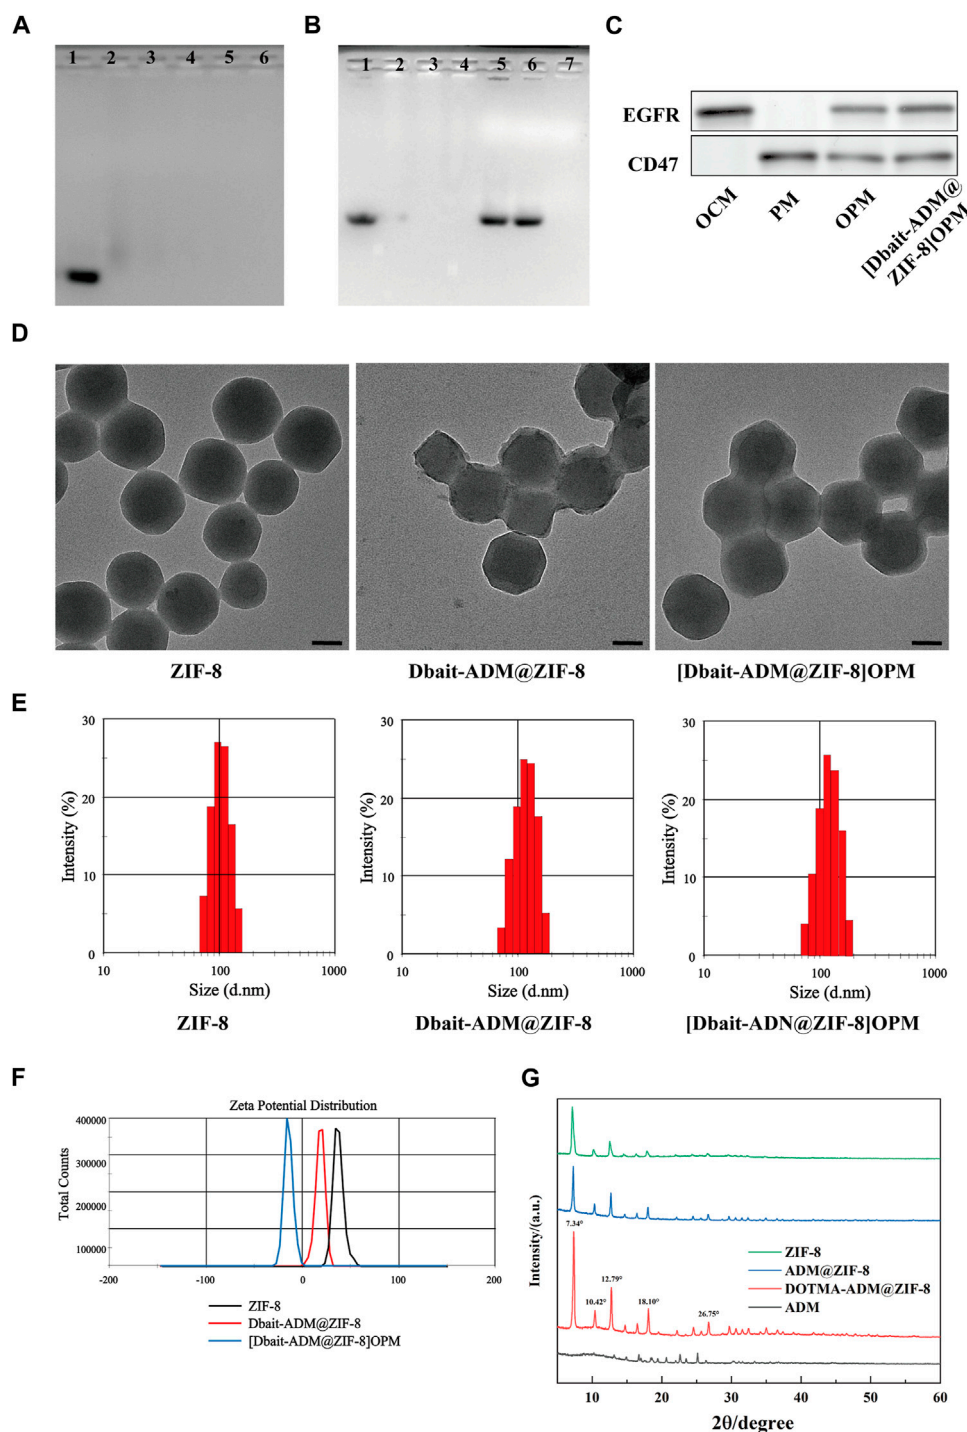 A
1 2 3 4 5 6
B
1 2 3 4 5 6 7
C
EGFR
CD47
OCM
PM
OPM
[Dbait-ADM@
ZIF-8]OPM
D
ZIF-8
Dbait-ADM@ZIF-8
[Dbait-ADM@ZIF-8]OPM
E
30
20
10
0
Intensity (%)
10 100 1000
Size (d.nm)
ZIF-8
30
20
10
0
Intensity (%)
10 100 1000
Size (d.nm)
Dbait-ADM@ZIF-8
30
20
10
0
Intensity (%)
10 100 1000
Size (d.nm)
[Dbait-ADN@ZIF-8]OPM
F
Zeta Potential Distribution
400000
300000
200000
100000
Total Counts
-200 -100 0 100 200
ZIF-8
Dbait-ADM@ZIF-8
[Dbait-ADM@ZIF-8]OPM
G
Intensity/(a.u.)
7.34°
10.42°
12.79°
18.10°
26.75°
ZIF-8
ADM@ZIF-8
DOTMA-ADM@ZIF-8
ADM
10 20 30 40 50 60
2θ/degree